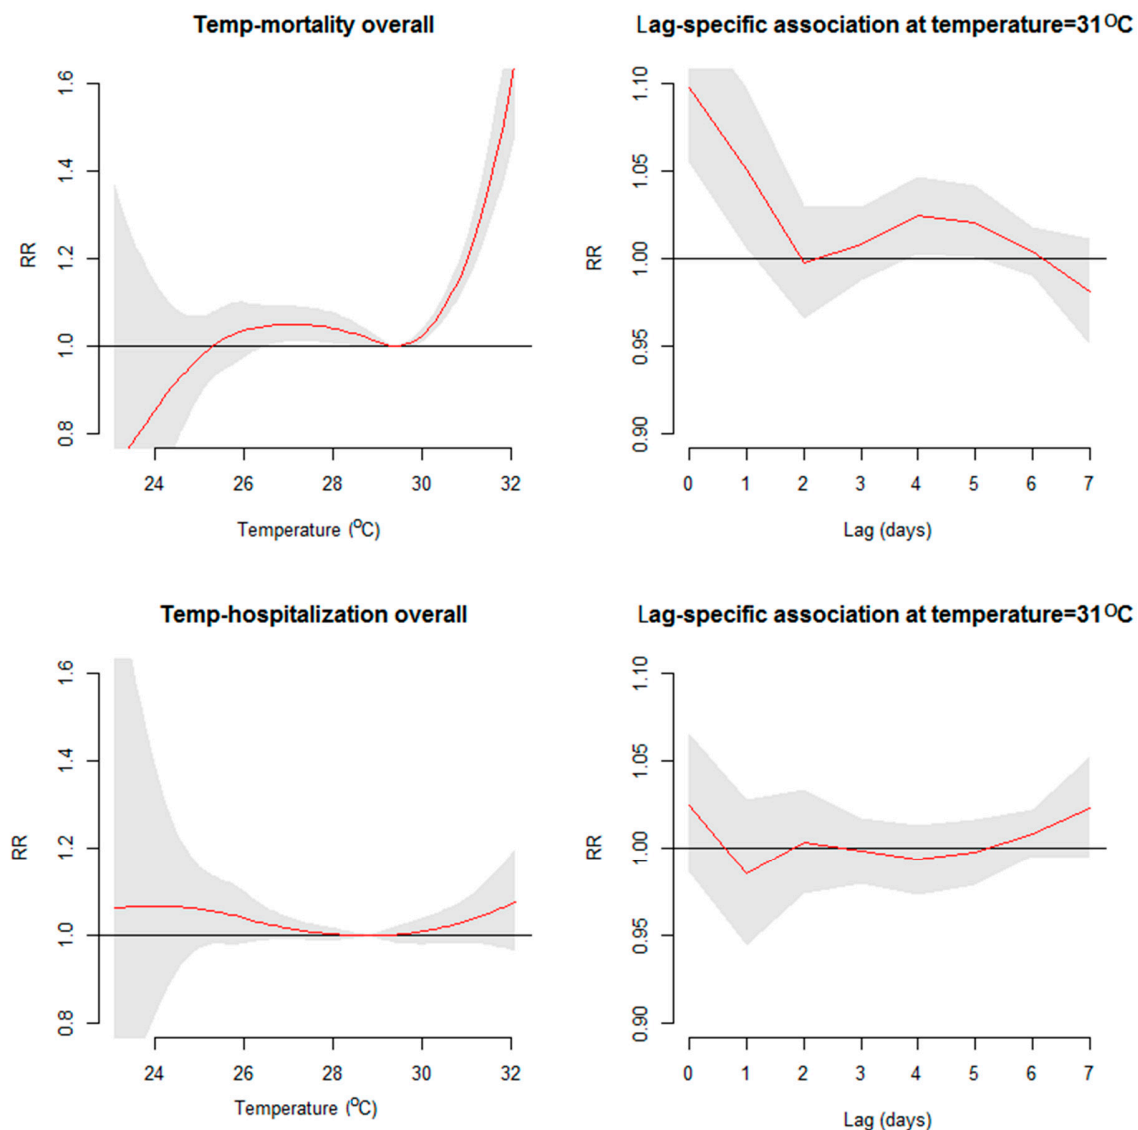 Temp-mortality overall
RR
1.6
1.4
1.2
1.0
0.8
24 26 28 30 32
Temperature (°C)
Lag-specific association at temperature=31°C
RR
1.10
1.05
1.00
0.95
0.90
0 1 2 3 4 5 6 7
Lag (days)
Temp-hospitalization overall
RR
1.6
1.4
1.2
1.0
0.8
24 26 28 30 32
Temperature (°C)
Lag-specific association at temperature=31°C
RR
1.10
1.05
1.00
0.95
0.90
0 1 2 3 4 5 6 7
Lag (days)